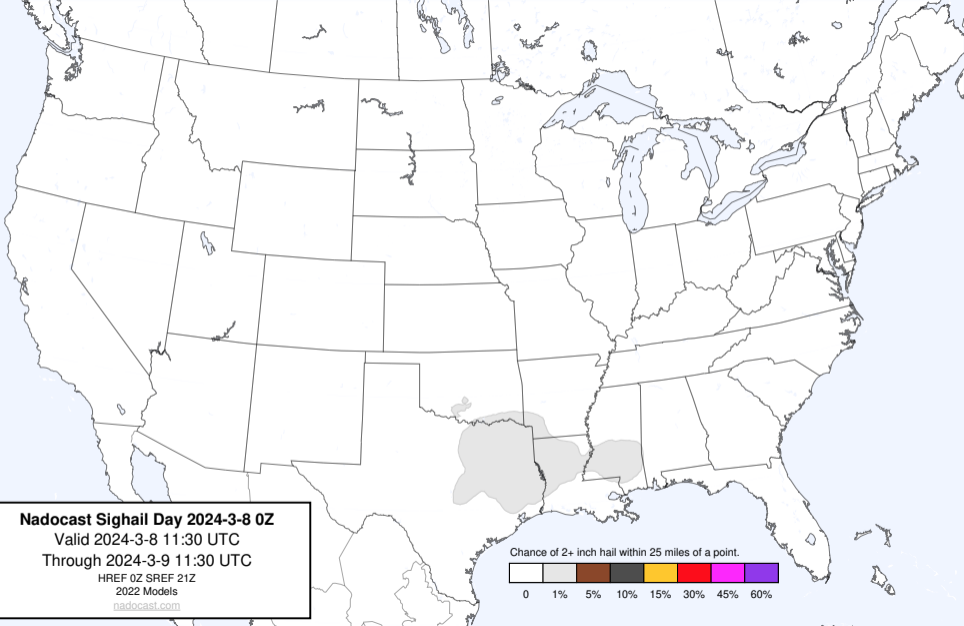 Nadocast Sighail Day 2024-3-8 0Z
Valid 2024-3-8 11:30 UTC
Through 2024-3-9 11:30 UTC
HREF 0Z SREF 21Z
2022 Models
nadocast.com
Chance of 2+ inch hail within 25 miles of a point.
0 1% 5% 10% 15% 30% 45% 60%